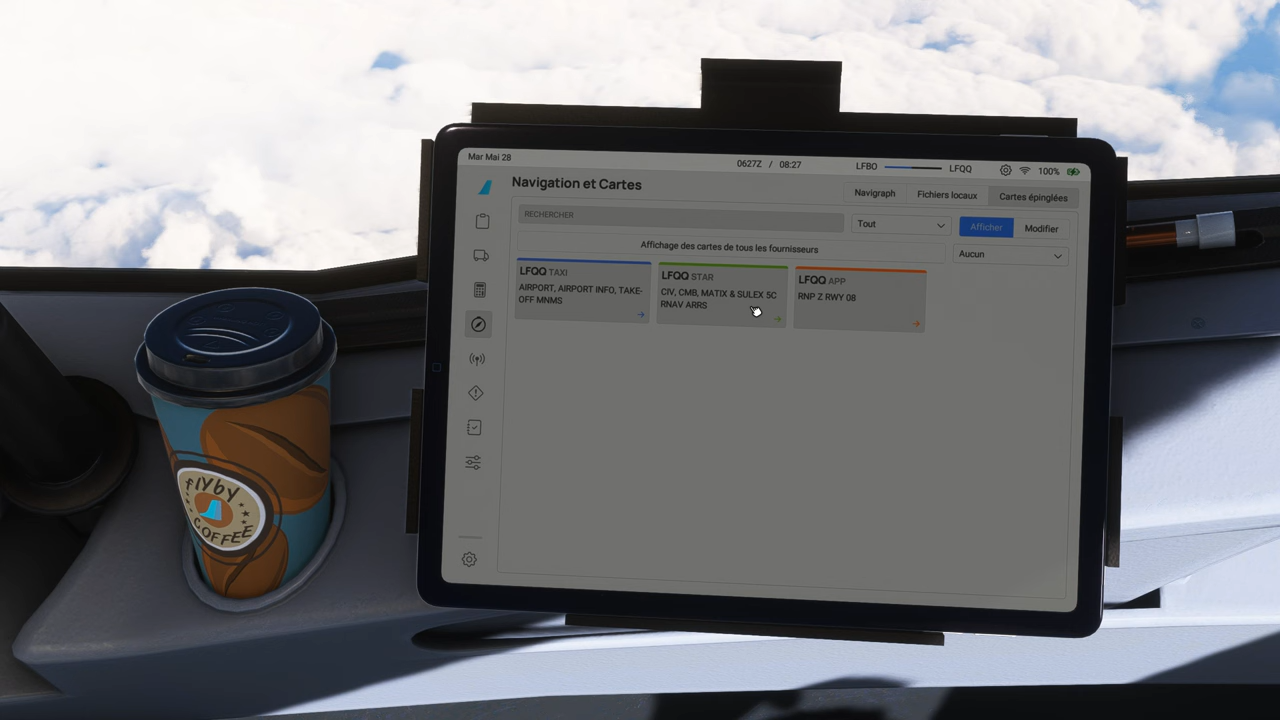 Mar Mai 28
0627Z / 08:27
LFBO
LFQQ
100%
Navigation et Cartes
Navigraph
Fichiers locaux
Cartes épinglées
RECHERCHER
Tout
Afficher
Modifier
Affichage des cartes de tous les fournisseurs
Aucun
LFQQ TAXI
AIRPORT, AIRPORT INFO, TAKE-
OFF MNMS
LFQQ STAR
CIV, CMB, MATIX & SULEX 5C
RNAV ARRS
LFQQ APP
RNP Z RWY 08
flyby
COFFEE